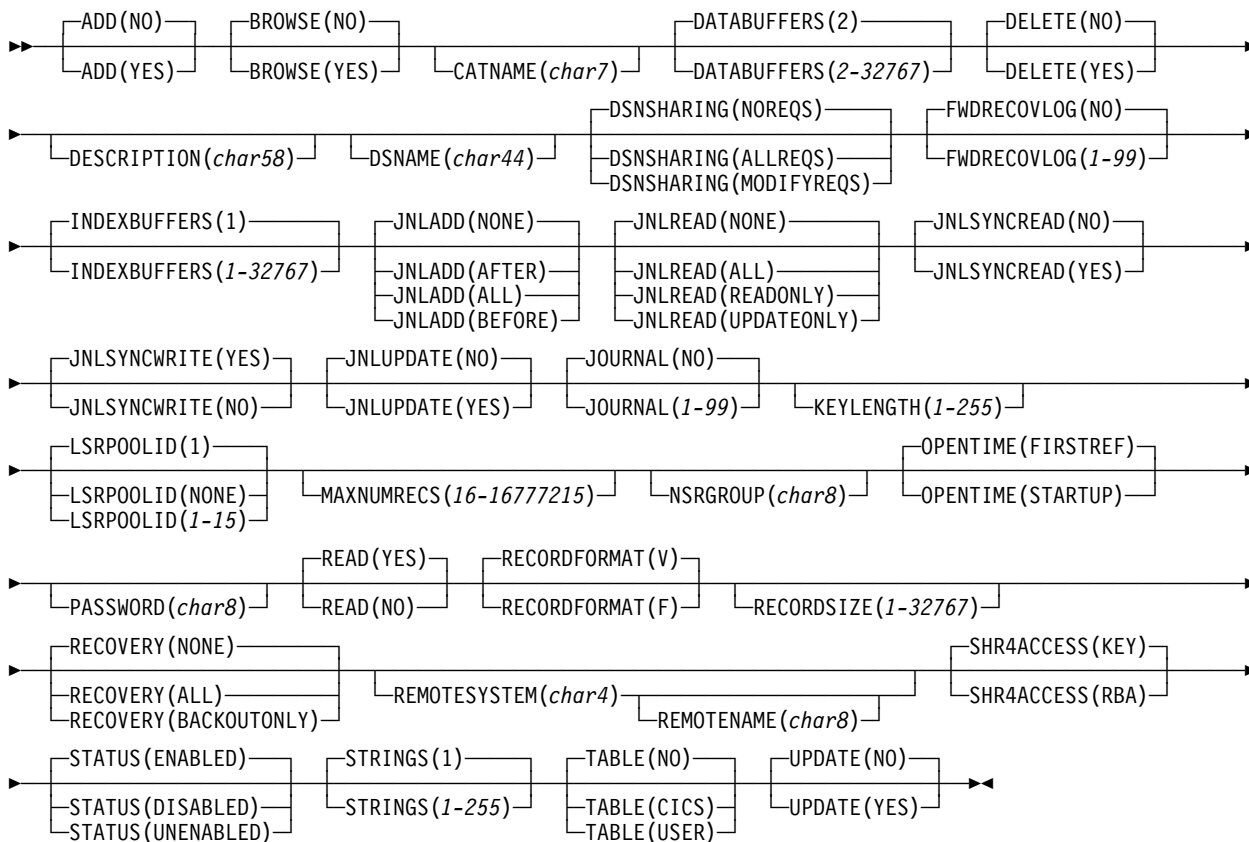 ADD(NO) BROWSE(NO) DATABUFFERS(2) DELETE(NO)
ADD(YES) BROWSE(YES) CATNAME(char7) DATABUFFERS(2-32767) DELETE(YES)
DSNSHARING(NOREQS) FWDRECOVLOG(NO)
DESCRIPTION(char58) DSNAME(char44) DSNSHARING(ALLREQS) FWDRECOVLOG(1-99)
DSNSHARING(MODIFYREQS)
INDEXBUFFERS(1) JNLADD(NONE) JNLREAD(NONE) JNLSYNCREAD(NO)
INDEXBUFFERS(1-32767) JNLADD(AFTER) JNLREAD(ALL) JNLSYNCREAD(YES)
JNLADD(ALL) JNLREAD(READONLY)
JNLADD(BEFORE) JNLREAD(UPDATEONLY)
JNLSYNCWRITE(YES) JNLUPDATE(NO) JOURNAL(NO)
JNLSYNCWRITE(NO) JNLUPDATE(YES) JOURNAL(1-99) KEYLENGTH(1-255)
LSRPOOLID(1) OPENTIME(FIRSTREF)
LSRPOOLID(NONE) MAXNUMRECS(16-16777215) NSRGROUP(char8) OPENTIME(STARTUP)
LSRPOOLID(1-15)
READ(YES) RECORDFORMAT(V)
PASSWORD(char8) READ(NO) RECORDFORMAT(F) RECORDSIZE(1-32767)
RECOVERY(NONE) SHR4ACCESS(KEY)
RECOVERY(ALL) REMOTESYSTEM(char4) SHR4ACCESS(RBA)
RECOVERY(BACKOUTONLY) REMOTENAME(char8)
STATUS(ENABLED) STRINGS(1) TABLE(NO) UPDATE(NO)
STATUS(DISABLED) STRINGS(1-255) TABLE(CICS) UPDATE(YES)
STATUS(UNENABLED) TABLE(USER)